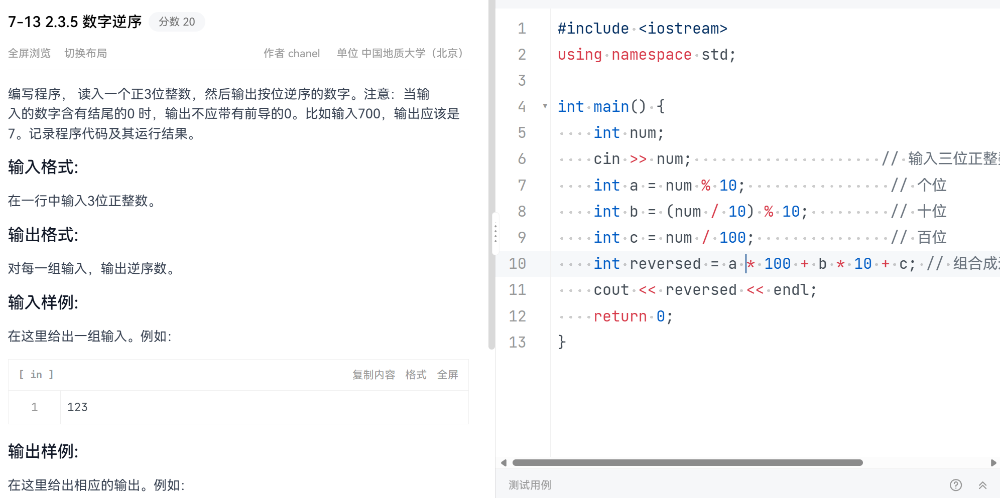 7-13 2.3.5 数字逆序 分数 20
全屏浏览 切换布局 作者 chanel 单位 中国地质大学（北京）
编写程序， 读入一个正3位整数，然后输出按位逆序的数字。注意：当输
入的数字含有结尾的0 时，输出不应带有前导的0。比如输入700，输出应该是
7。记录程序代码及其运行结果。
输入格式:
在一行中输入3位正整数。
输出格式:
对每一组输入，输出逆序数。
输入样例:
在这里给出一组输入。例如：
[ in ] 复制内容 格式 全屏
1 123
输出样例:
在这里给出相应的输出。例如：
1 #include <iostream>
2 using namespace std;
3
4 int main() {
5     int num;
6     cin >> num;                     // 输入三位正整
7     int a = num % 10;                // 个位
8     int b = (num / 10) % 10;         // 十位
9     int c = num / 100;               // 百位
10     int reversed = a * 100 + b * 10 + c; // 组合成
11     cout << reversed << endl;
12     return 0;
13 }
测试用例